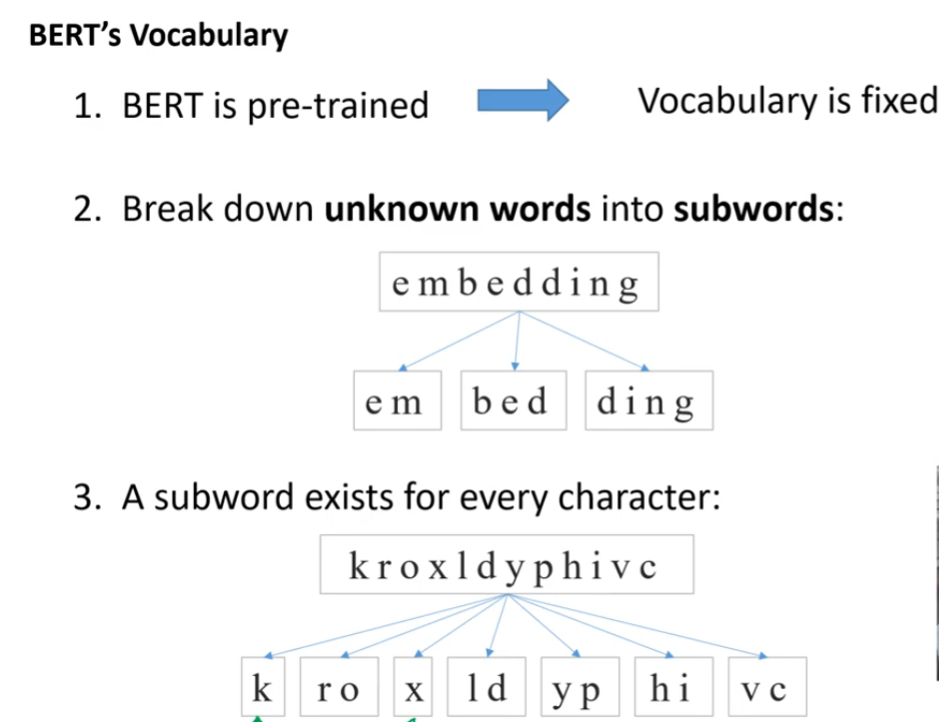 BERT's Vocabulary
1. BERT is pre-trained Vocabulary is fixed
2. Break down unknown words into subwords:
embedding
em bed ding
3. A subword exists for every character:
kroxldyphivc
k ro x ld yp hi vc